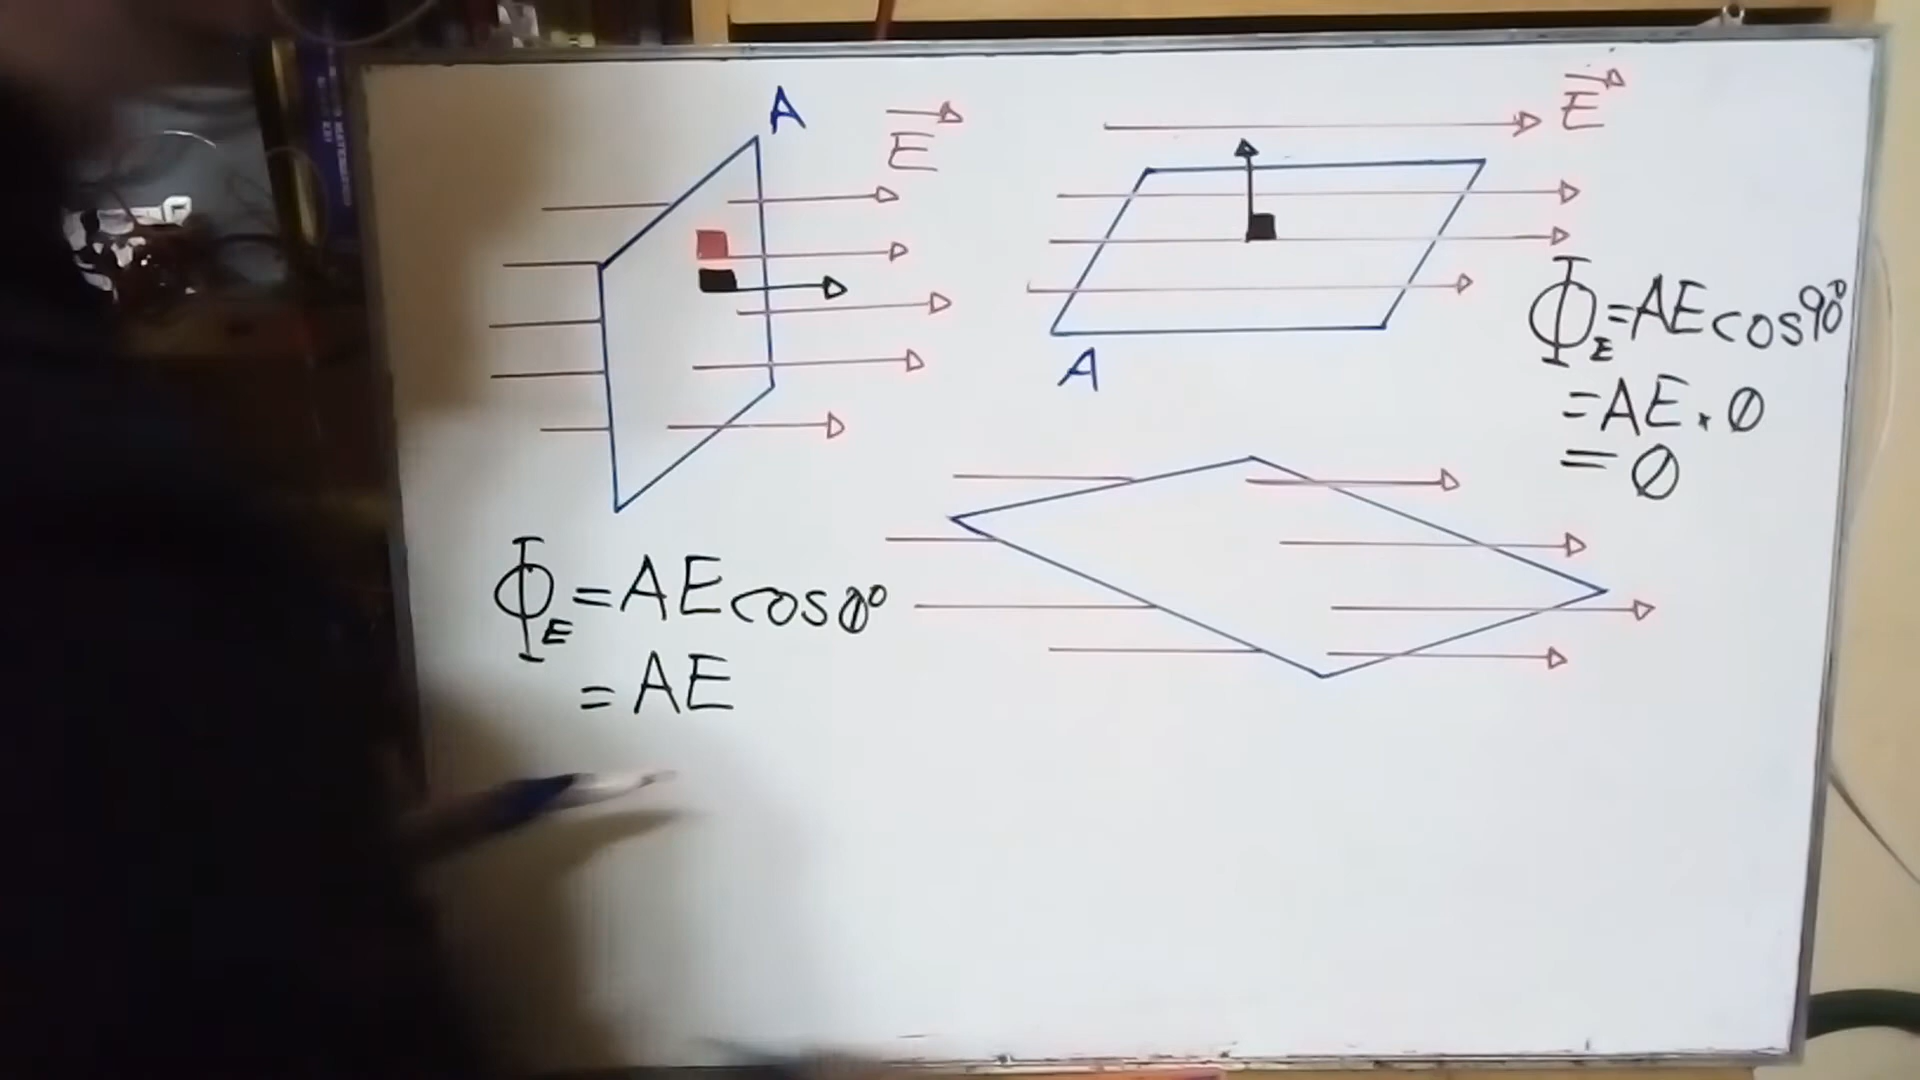 A
E
E
A
Φ_E = AE cos 90°
= AE . 0
= 0
Φ_E = AE cos 0°
= AE